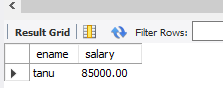 Result Grid Filter Rows:
ename salary
tanu 85000.00